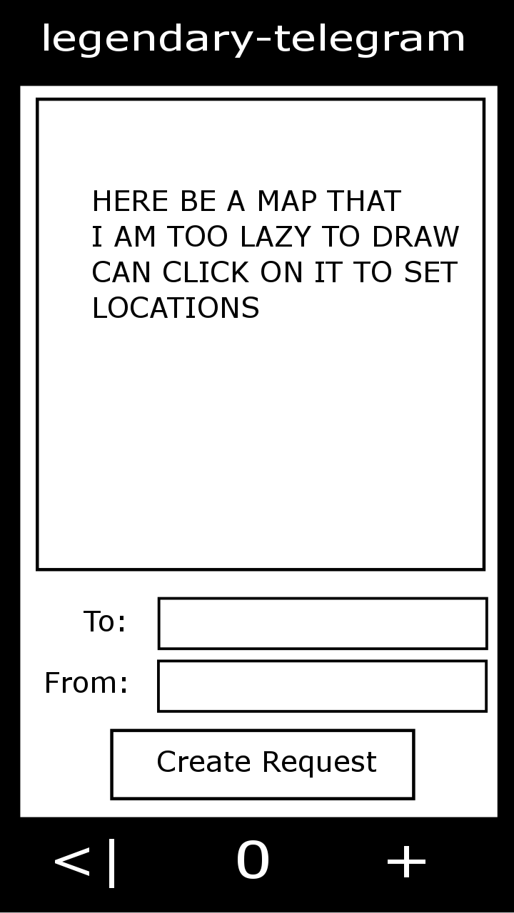 legendary-telegram
HERE BE A MAP THAT
I AM TOO LAZY TO DRAW
CAN CLICK ON IT TO SET
LOCATIONS
To:
From:
Create Request
<| O +